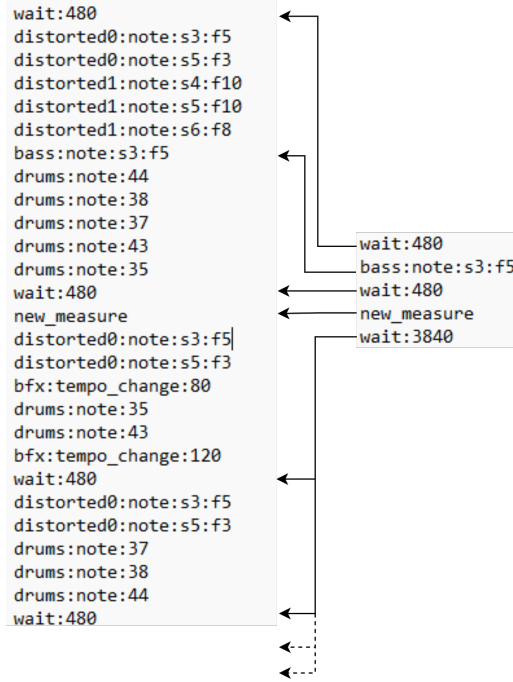 wait:480
distorted0:note:s3:f5
distorted0:note:s5:f3
distorted1:note:s4:f10
distorted1:note:s5:f10
distorted1:note:s6:f8
bass:note:s3:f5
drums:note:44
drums:note:38
drums:note:37
drums:note:43
drums:note:35
wait:480
new_measure
distorted0:note:s3:f5
distorted0:note:s5:f3
bfx:tempo_change:80
drums:note:35
drums:note:43
bfx:tempo_change:120
wait:480
distorted0:note:s3:f5
distorted0:note:s5:f3
drums:note:37
drums:note:38
drums:note:44
wait:480
wait:480
bass:note:s3:f5
wait:480
new_measure
wait:3840